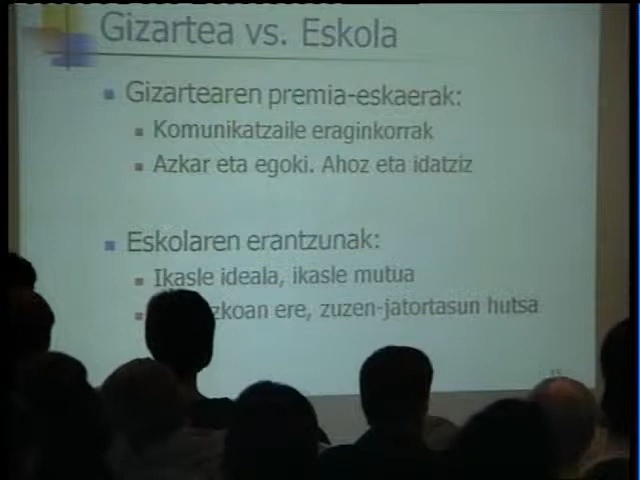 Gizartea vs. Eskola
Gizartearen premia-eskaerak:
Komunikatzaile eraginkorrak
Azkar eta egoki. Ahoz eta idatziz
Eskolaren erantzunak:
Ikasle ideala, ikasle mutua
ere, zuzen-jatortasun hutsa